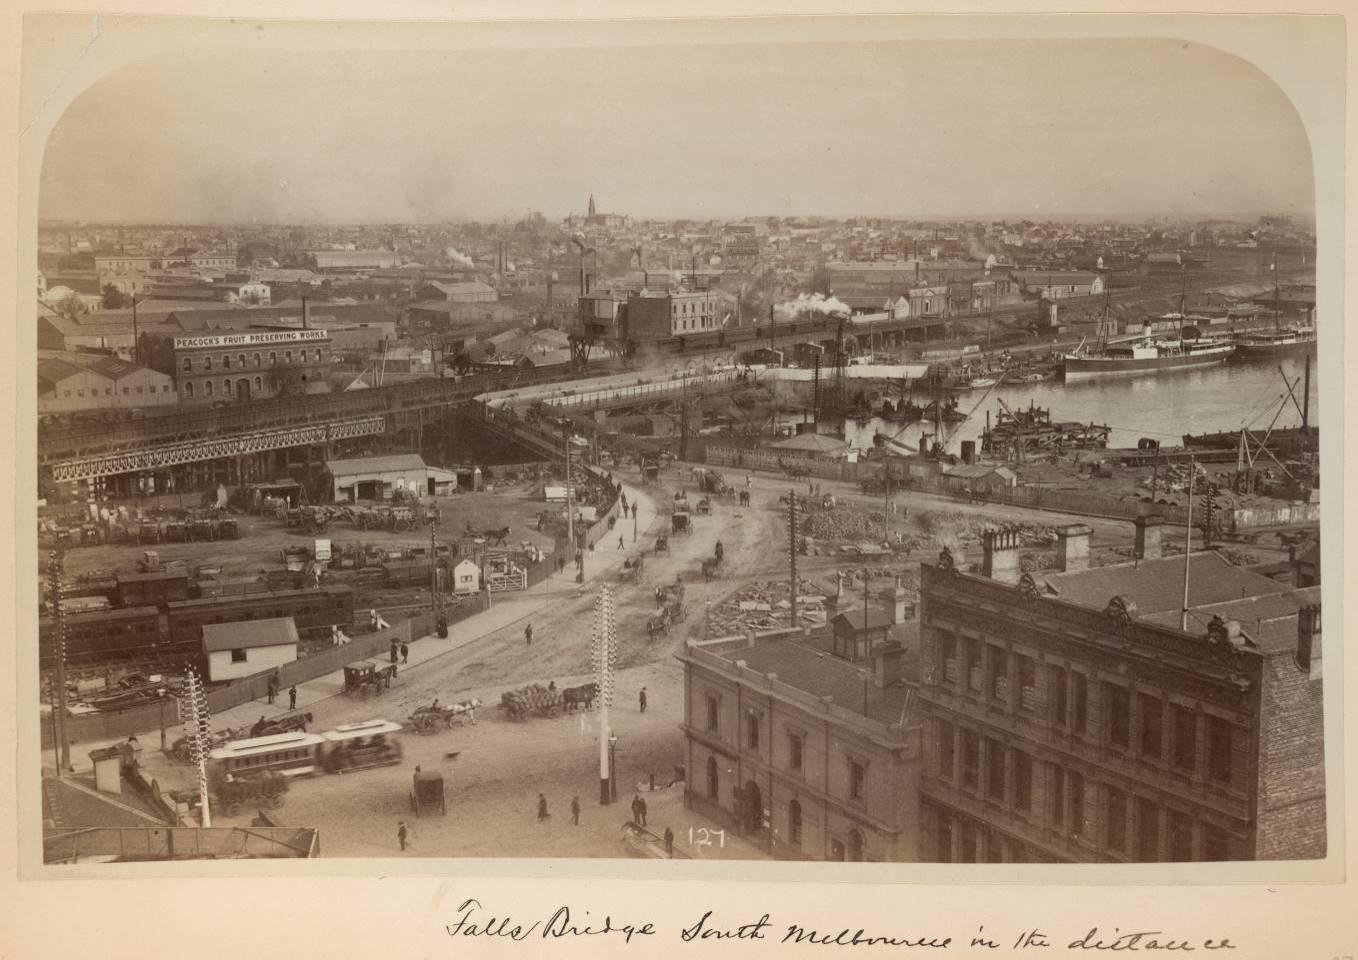 PEACOCK'S FRUIT PRESERVING WORKS.
127
Falls Bridge South Melbourne in the distance